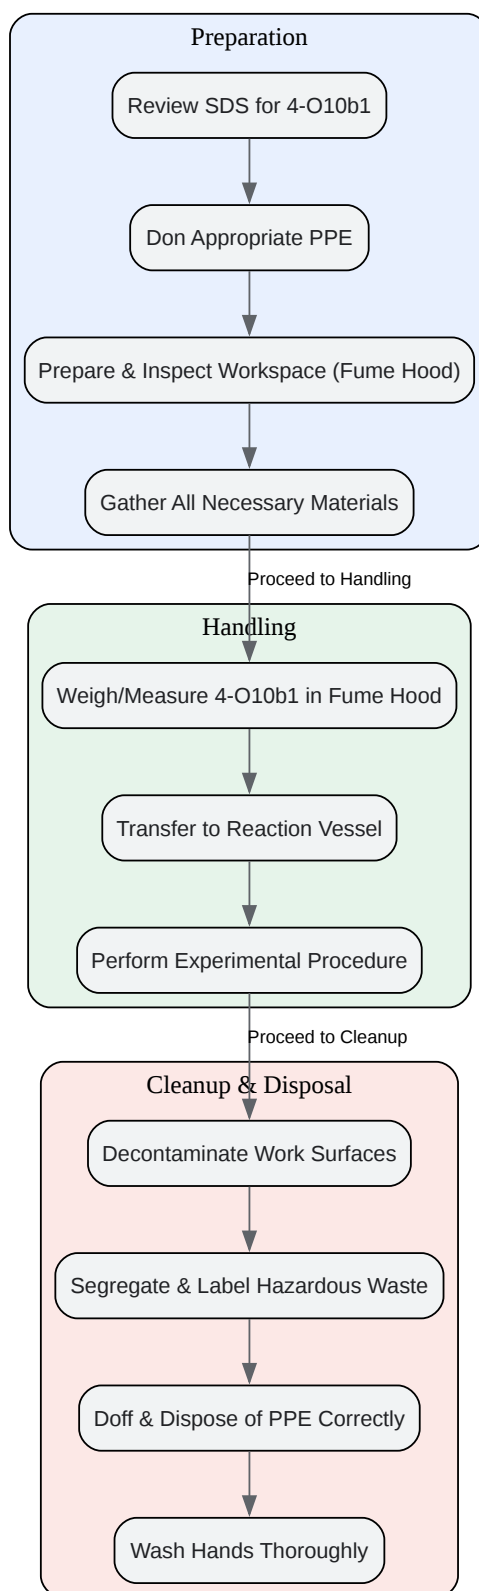 Preparation
Review SDS for 4-O10b1
Don Appropriate PPE
Prepare & Inspect Workspace (Fume Hood)
Gather All Necessary Materials
Proceed to Handling
Handling
Weigh/Measure 4-O10b1 in Fume Hood
Transfer to Reaction Vessel
Perform Experimental Procedure
Proceed to Cleanup
Cleanup & Disposal
Decontaminate Work Surfaces
Segregate & Label Hazardous Waste
Doff & Dispose of PPE Correctly
Wash Hands Thoroughly